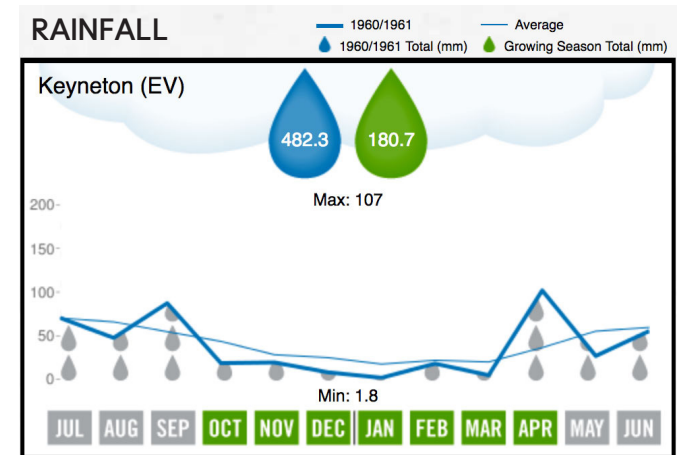 RAINFALL
1960/1961 Average
1960/1961 Total (mm) Growing Season Total (mm)
Keyneton (EV)
482.3 180.7
Max: 107
200-
150-
100-
50-
0-
Min: 1.8
JUL AUG SEP OCT NOV DEC JAN FEB MAR APR MAY JUN